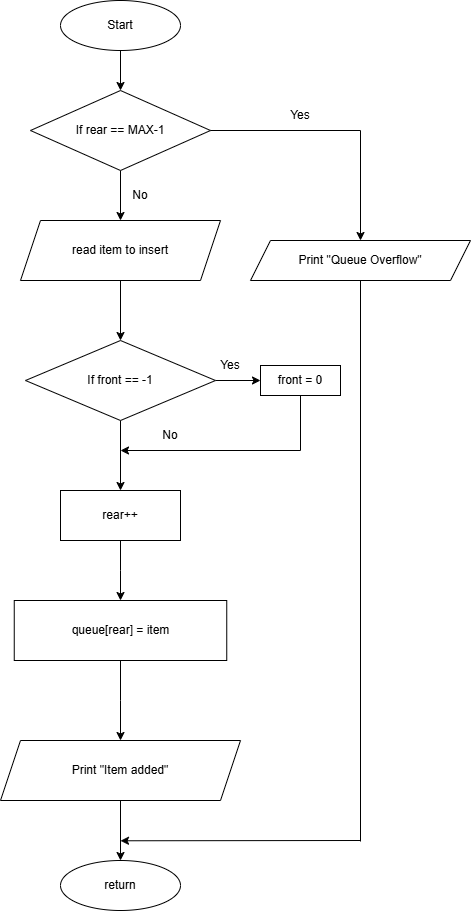 Start
If rear == MAX-1
Yes
No
read item to insert
Print "Queue Overflow"
If front == -1
Yes
front = 0
No
rear++
queue[rear] = item
Print "Item added"
return